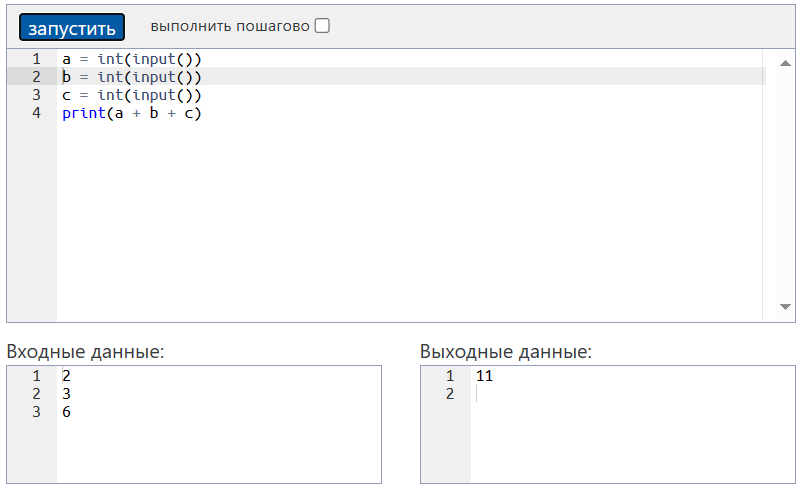 запустить выполнить пошагово
1 a = int(input())
2 b = int(input())
3 c = int(input())
4 print(a + b + c)
Входные данные:
1 2
2 3
3 6
Выходные данные:
1 11
2